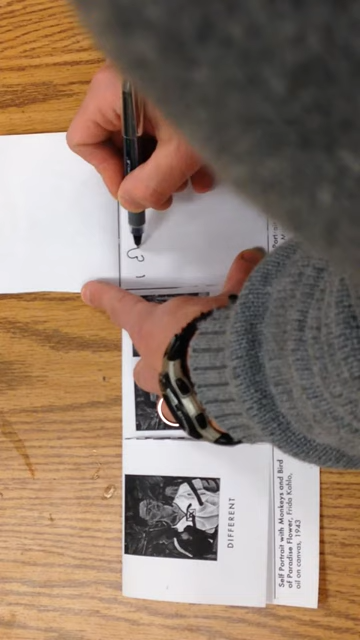 DIFFERENT
Self Portrait with Monkeys and Bird
of Paradise Flower, Frida Kahlo,
oil on canvas, 1943